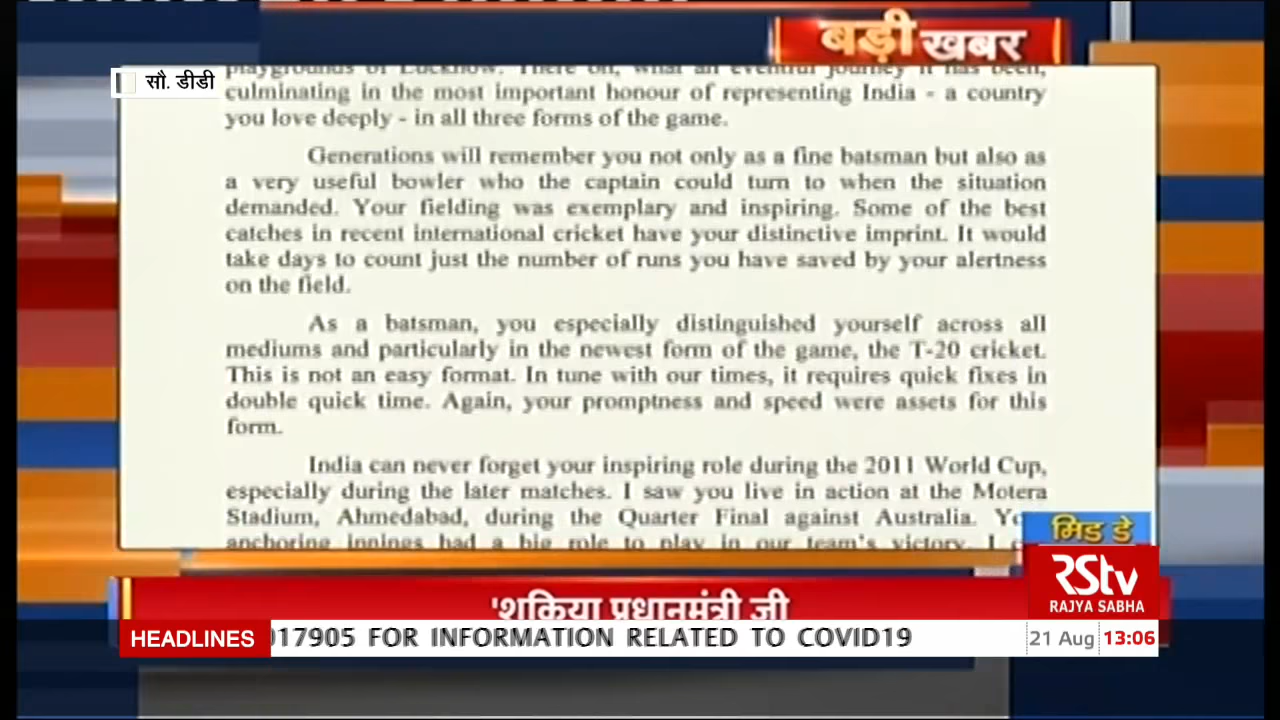 बड़ी खबर
सौ. डीडी
playgrounds of Lucknow. There on, what an eventful journey it has been,
culminating in the most important honour of representing India - a country
you love deeply - in all three forms of the game.
Generations will remember you not only as a fine batsman but also as
a very useful bowler who the captain could turn to when the situation
demanded. Your fielding was exemplary and inspiring. Some of the best
catches in recent international cricket have your distinctive imprint. It would
take days to count just the number of runs you have saved by your alertness
on the field.
As a batsman, you especially distinguished yourself across all
mediums and particularly in the newest form of the game, the T-20 cricket.
This is not an easy format. In tune with our times, it requires quick fixes in
double quick time. Again, your promptness and speed were assets for this
form.
India can never forget your inspiring role during the 2011 World Cup,
especially during the later matches. I saw you live in action at the Motera
Stadium, Ahmedabad, during the Quarter Final against Australia.
anchoring innings had a big role to play in our team's victory. I
मिड डे
RStv
RAJYA SABHA
'शुक्रिया प्रधानमंत्री जी
HEADLINES 017905 FOR INFORMATION RELATED TO COVID19 21 Aug 13:06